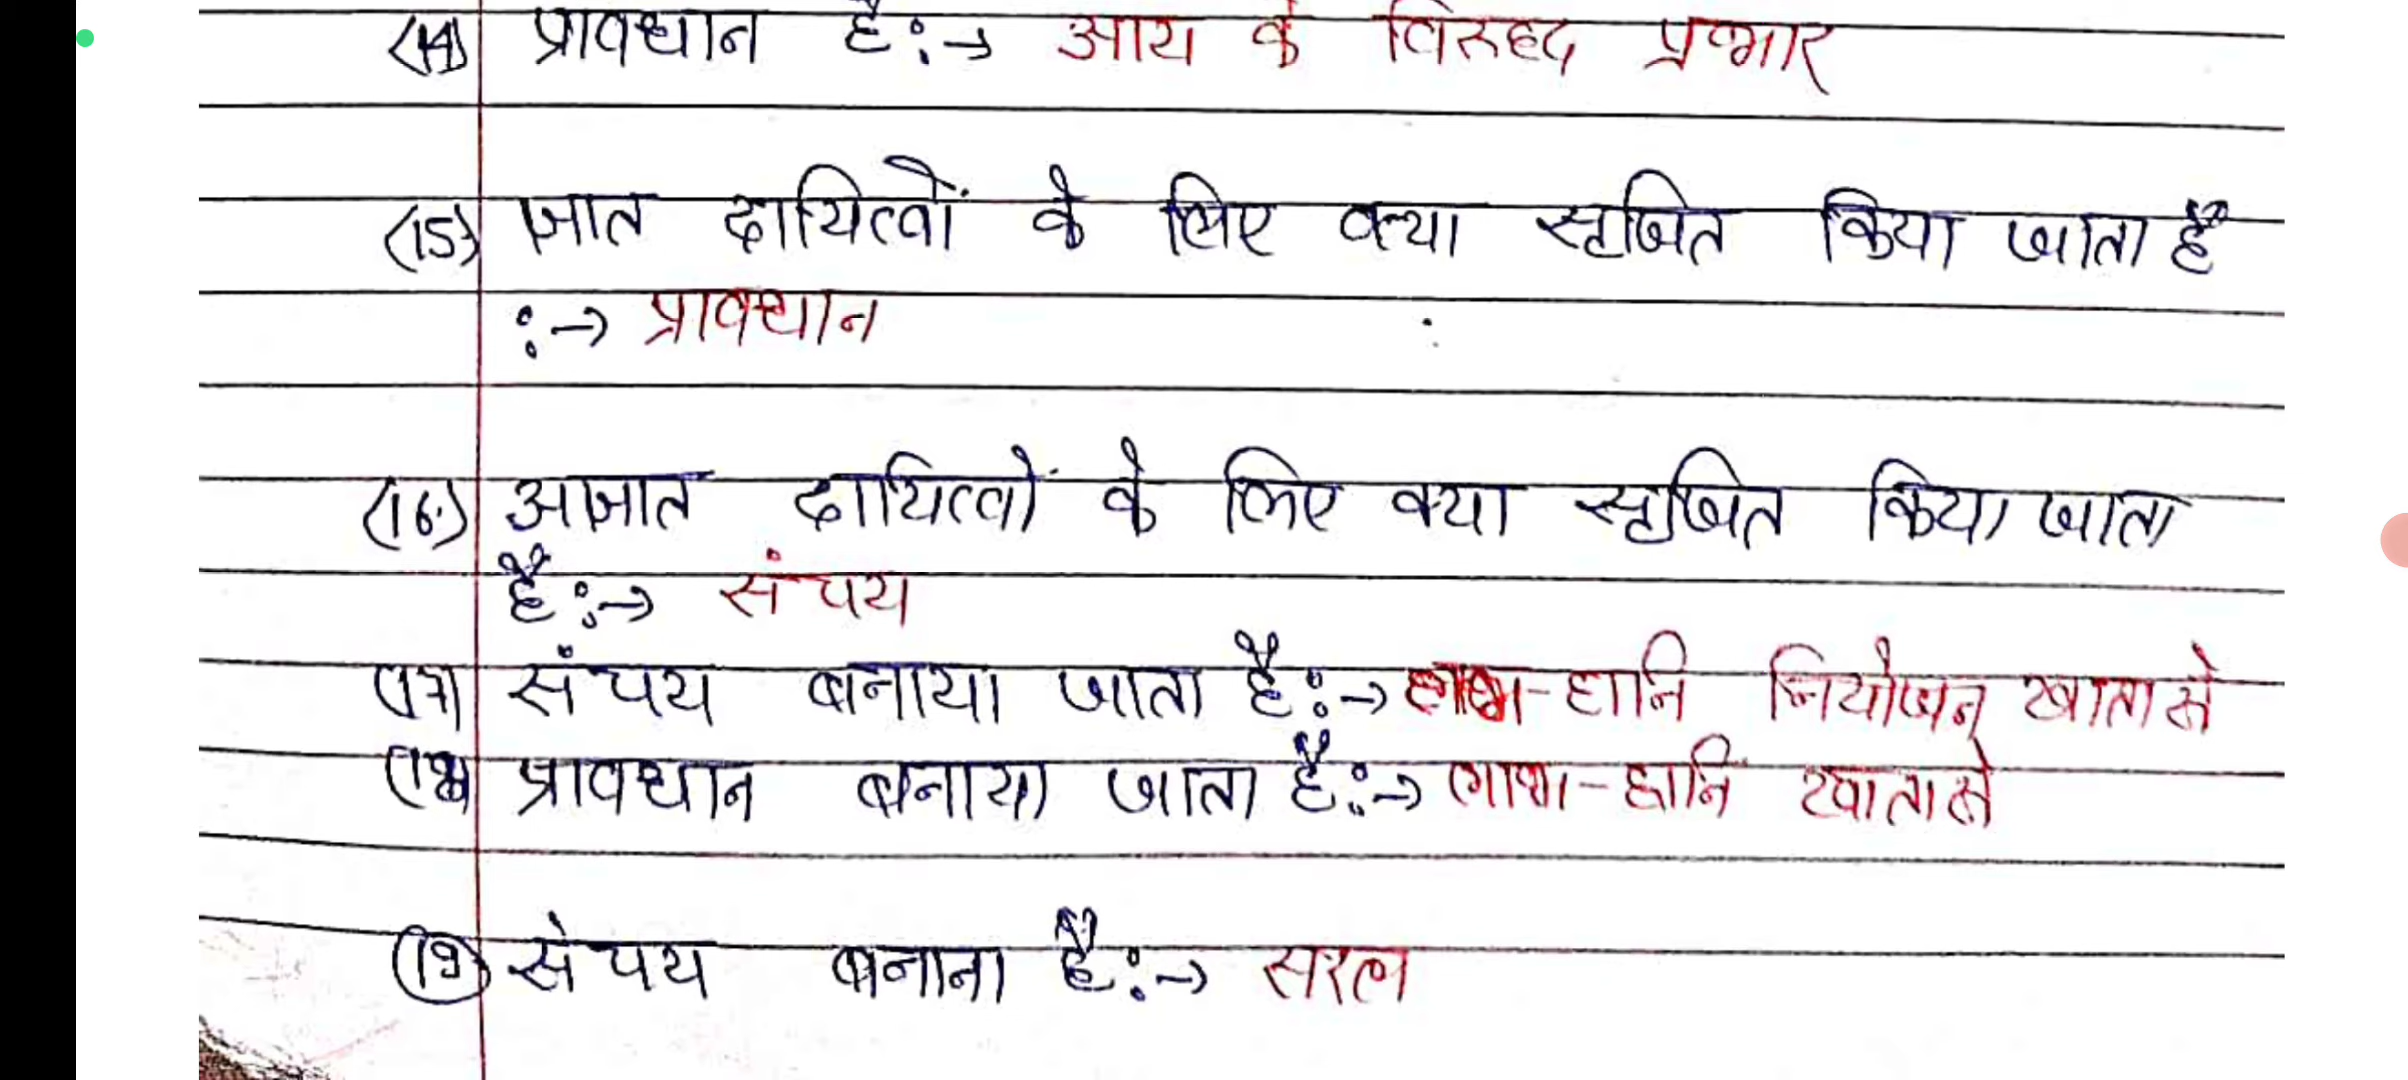 (14) प्रावधान है:→ आय के विरुद्ध प्रभार
(15) ज्ञात दायित्वों के लिए क्या सृजित किया जाता है
:→ प्रावधान
(16.) अज्ञात दायित्वों के लिए क्या सृजित किया जाता
है:→ संचय
(17) संचय बनाया जाता है:→ लाभ-हानि नियोजन खाता से
(18) प्रावधान बनाया जाता है:→ लाभ-हानि खाता से
(19) संचय बनाना है:→ सरल